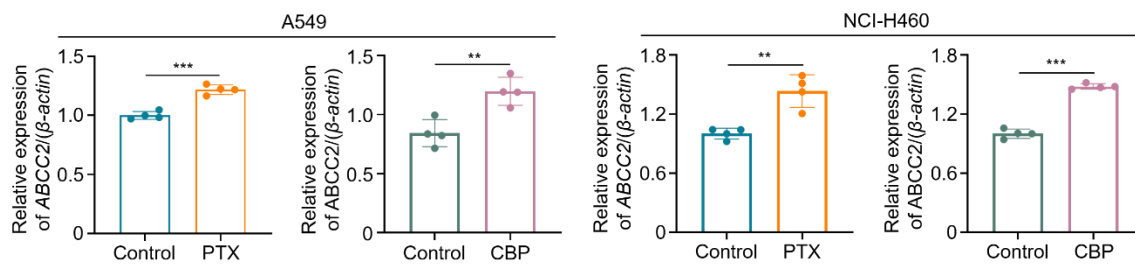 A549
NCI-H460
Relative expression
of ABCC2/(β-actin)
1.5
1.0
0.5
0
***
Control
PTX
Relative expression
of ABCC2/(β-actin)
1.5
1.0
0.5
0
**
Control
CBP
Relative expression
of ABCC2/(β-actin)
1.8
1.2
0.6
0
**
Control
PTX
Relative expression
of ABCC2/(β-actin)
1.8
1.2
0.6
0
***
Control
CBP